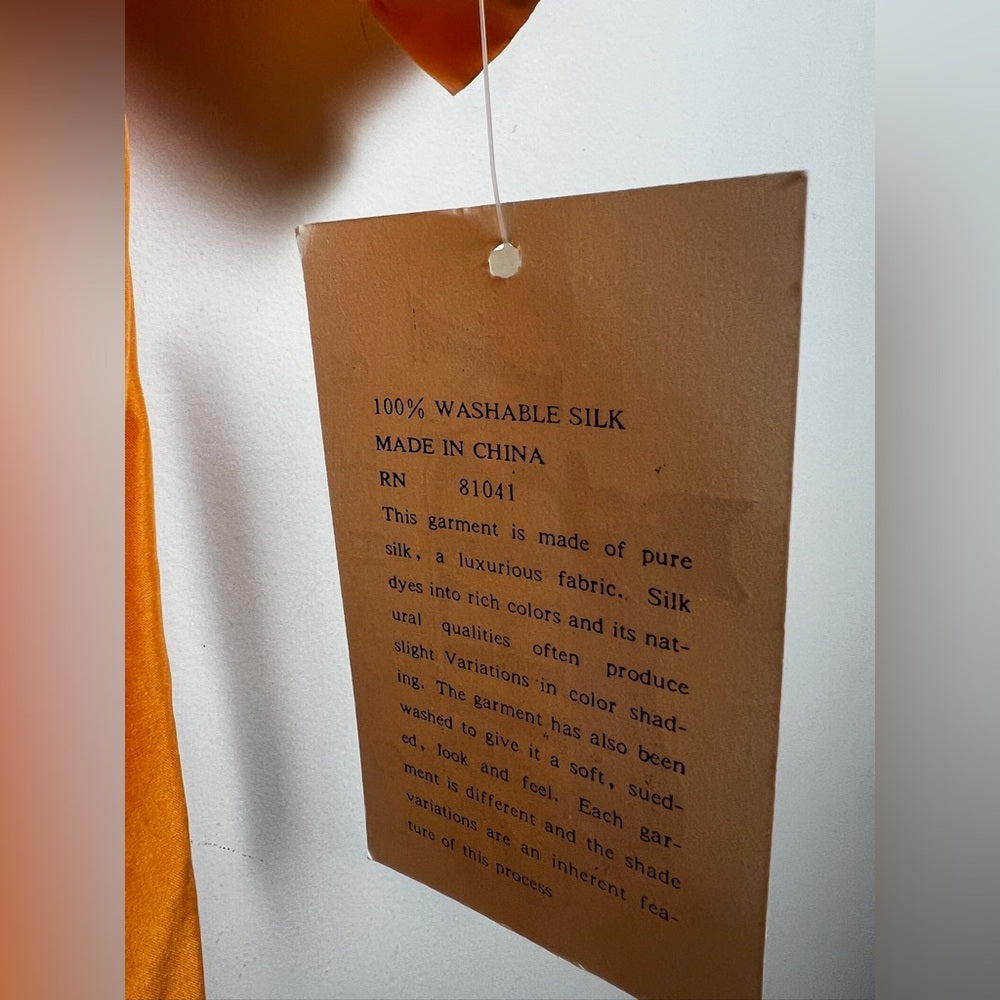 100% WASHABLE SILK
MADE IN CHINA
RN 81041
This garment is made of pure
silk, a luxurious fabric. Silk
dyes into rich colors and its nat-
ural qualities often produce
slight Variations in color shad-
ing. The garment has also been
washed to give it a soft, sued-
ed, look and feel. Each gar-
ment is different and the shade
variations are an inherent fea-
ture of this process